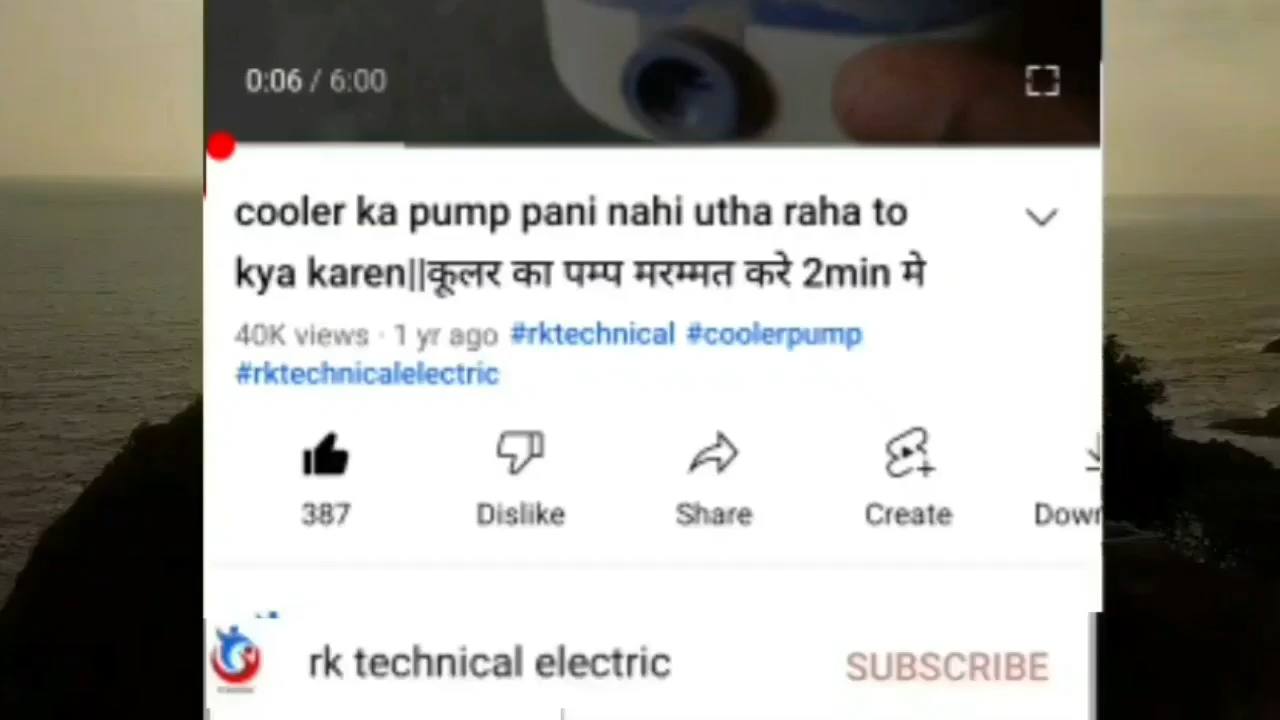 0:06 / 6:00
cooler ka pump pani nahi utha raha to
kya karen||कूलर का पम्प मरम्मत करे 2min मे
40K views · 1 yr ago #rktechnical #coolerpump
#rktechnicalelectric
387 Dislike Share Create Down
rk technical electric SUBSCRIBE